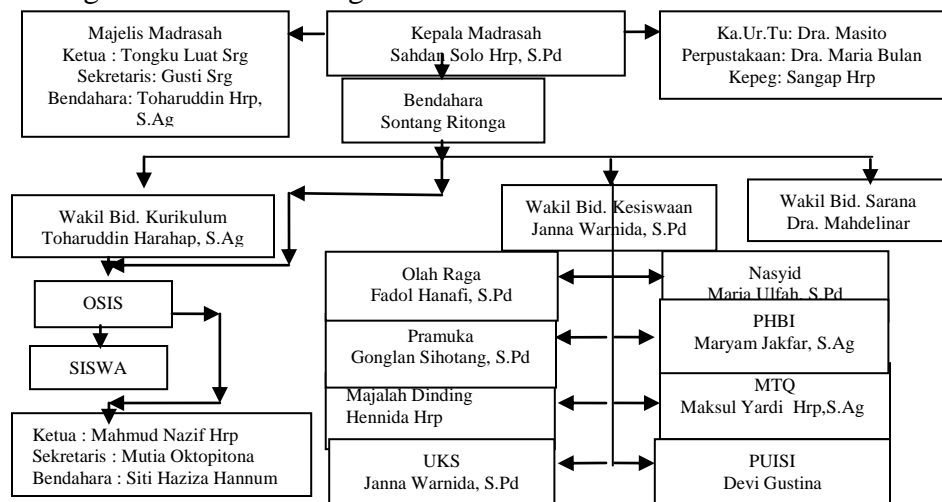 Majelis Madrasah
Ketua : Tongku Luat Srg
Sekretaris: Gusti Srg
Bendahara: Toharuddin Hrp,
S.Ag
Kepala Madrasah
Sahdan Solo Hrp, S.Pd
Ka.Ur.Tu: Dra. Masito
Perpustakaan: Dra. Maria Bulan
Kepeg: Sangap Hrp
Bendahara
Sontang Ritonga
Wakil Bid. Kurikulum
Toharuddin Harahap, S.Ag
Wakil Bid. Kesiswaan
Janna Warnida, S.Pd
Wakil Bid. Sarana
Dra. Mahdelinar
OSIS
SISWA
Ketua : Mahmud Nazif Hrp
Sekretaris : Mutia Oktopitona
Bendahara : Siti Haziza Hannum
Olah Raga
Fadol Hanafi, S.Pd
Nasyid
Maria Ulfah, S.Pd
Pramuka
Gonglan Sihotang, S.Pd
PHBI
Maryam Jakfar, S.Ag
Majalah Dinding
Hennida Hrp
MTQ
Maksul Yardi Hrp,S.Ag
UKS
Janna Warnida, S.Pd
PUISI
Devi Gustina